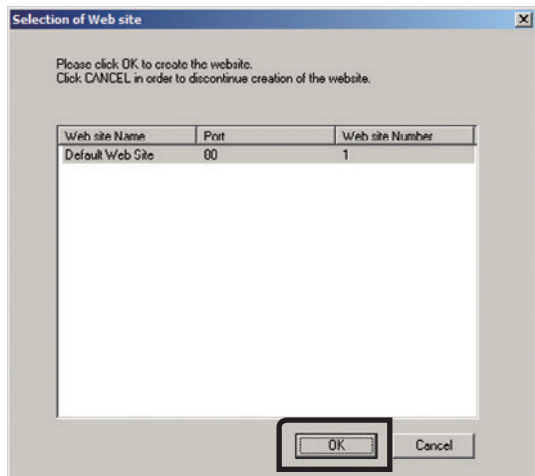 Selection of Web site
Please click OK to create the website.
Click CANCEL in order to discontinue creation of the website.
Web site Name Port Web site Number
Default Web Site 80 1
OK Cancel